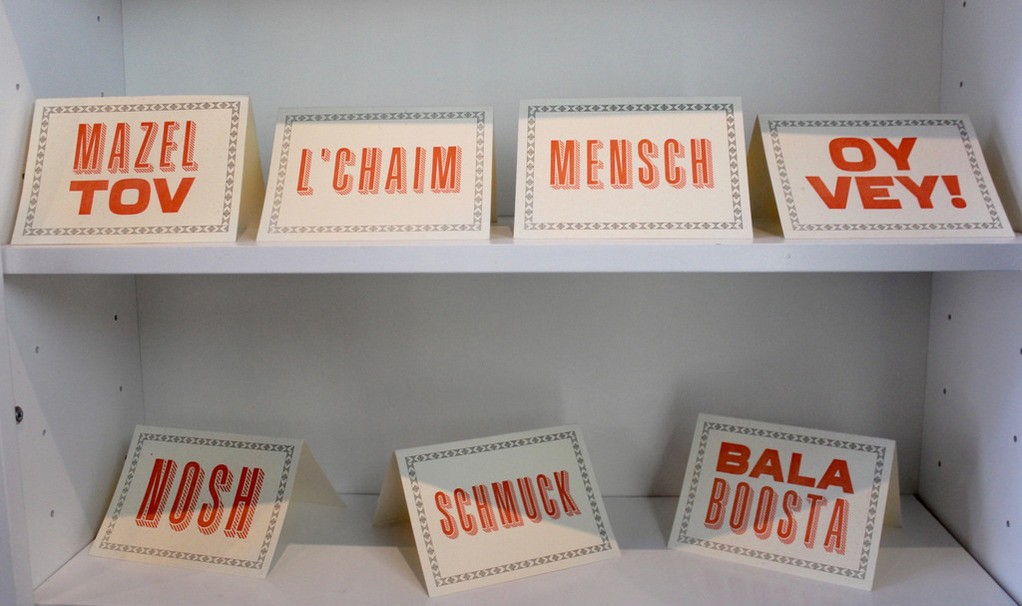 MAZEL
TOV
L'CHAIM
MENSCH
OY
VEY!
NOSH
SCHMUCK
BALA
BOOSTA